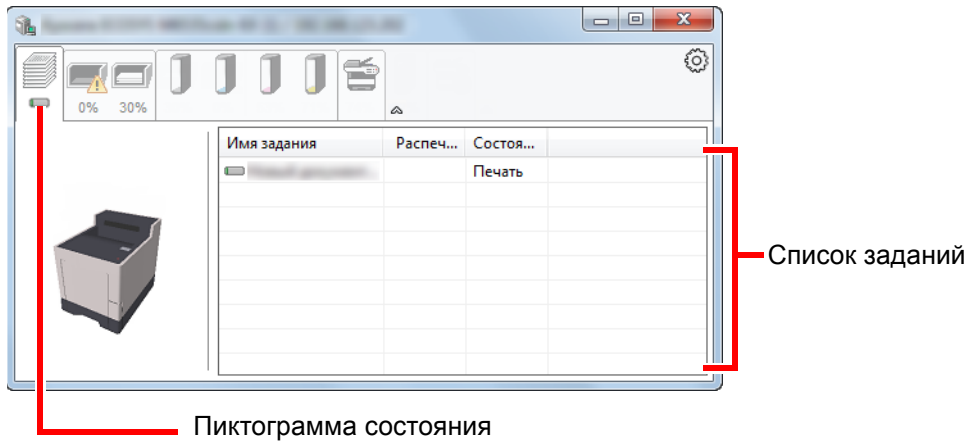 0% 30%
Имя задания Распеч... Состоя...
Печать
Список заданий
Пиктограмма состояния